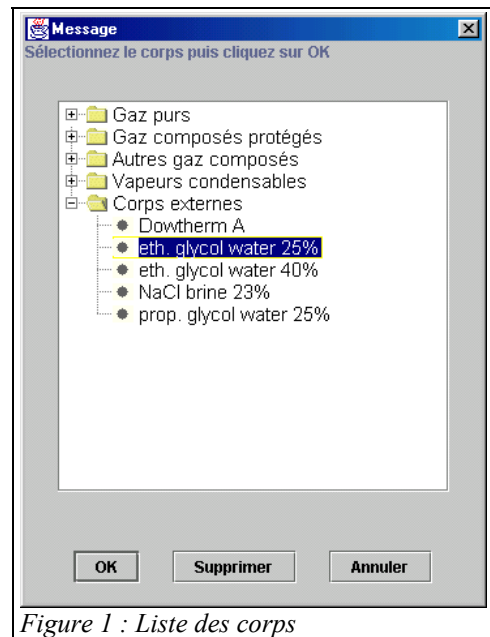 Message
Sélectionnez le corps puis cliquez sur OK
Gaz purs
Gaz composés protégés
Autres gaz composés
Vapeurs condensables
Corps externes
Dowtherm A
eth. glycol water 25%
eth. glycol water 40%
NaCl brine 23%
prop. glycol water 25%
OK Supprimer Annuler
Figure 1 : Liste des corps